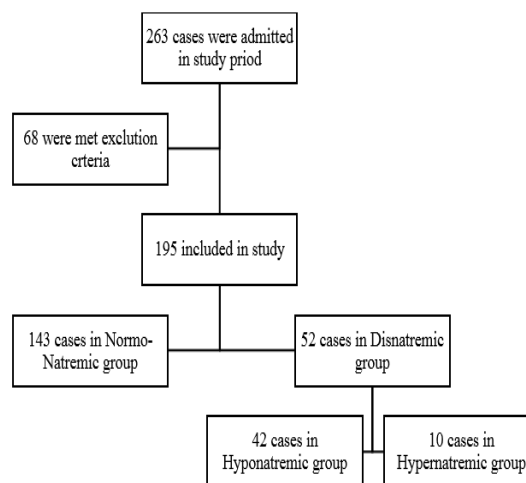 263 cases were admitted
in study priod
68 were met exclution
crteria
195 included in study
143 cases in Normo-
Natremic group
52 cases in Disnatremic
group
42 cases in
Hyponatremic group
10 cases in
Hypernatremic group